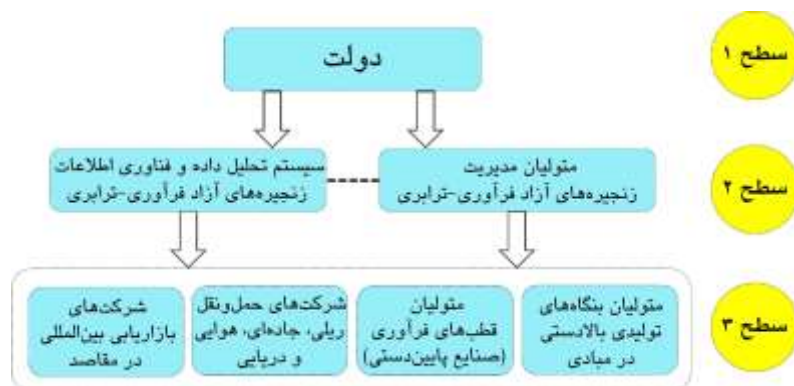 دولت
سطح ۱
متولیان مدیریت
زنجیره‌های آزاد فرآوری-ترابری
سیستم تحلیل داده و فناوری اطلاعات
زنجیره‌های آزاد فرآوری-ترابری
سطح ۲
متولیان بنگاه‌های
تولیدی بالادستی
در مبادی
متولیان
قطب‌های فرآوری
(صنایع پایین‌دستی)
شرکت‌های حمل‌ونقل
ریلی، جاده‌ای، هوایی
و دریایی
شرکت‌های
بازاریابی بین‌المللی
در مقاصد
سطح ۳